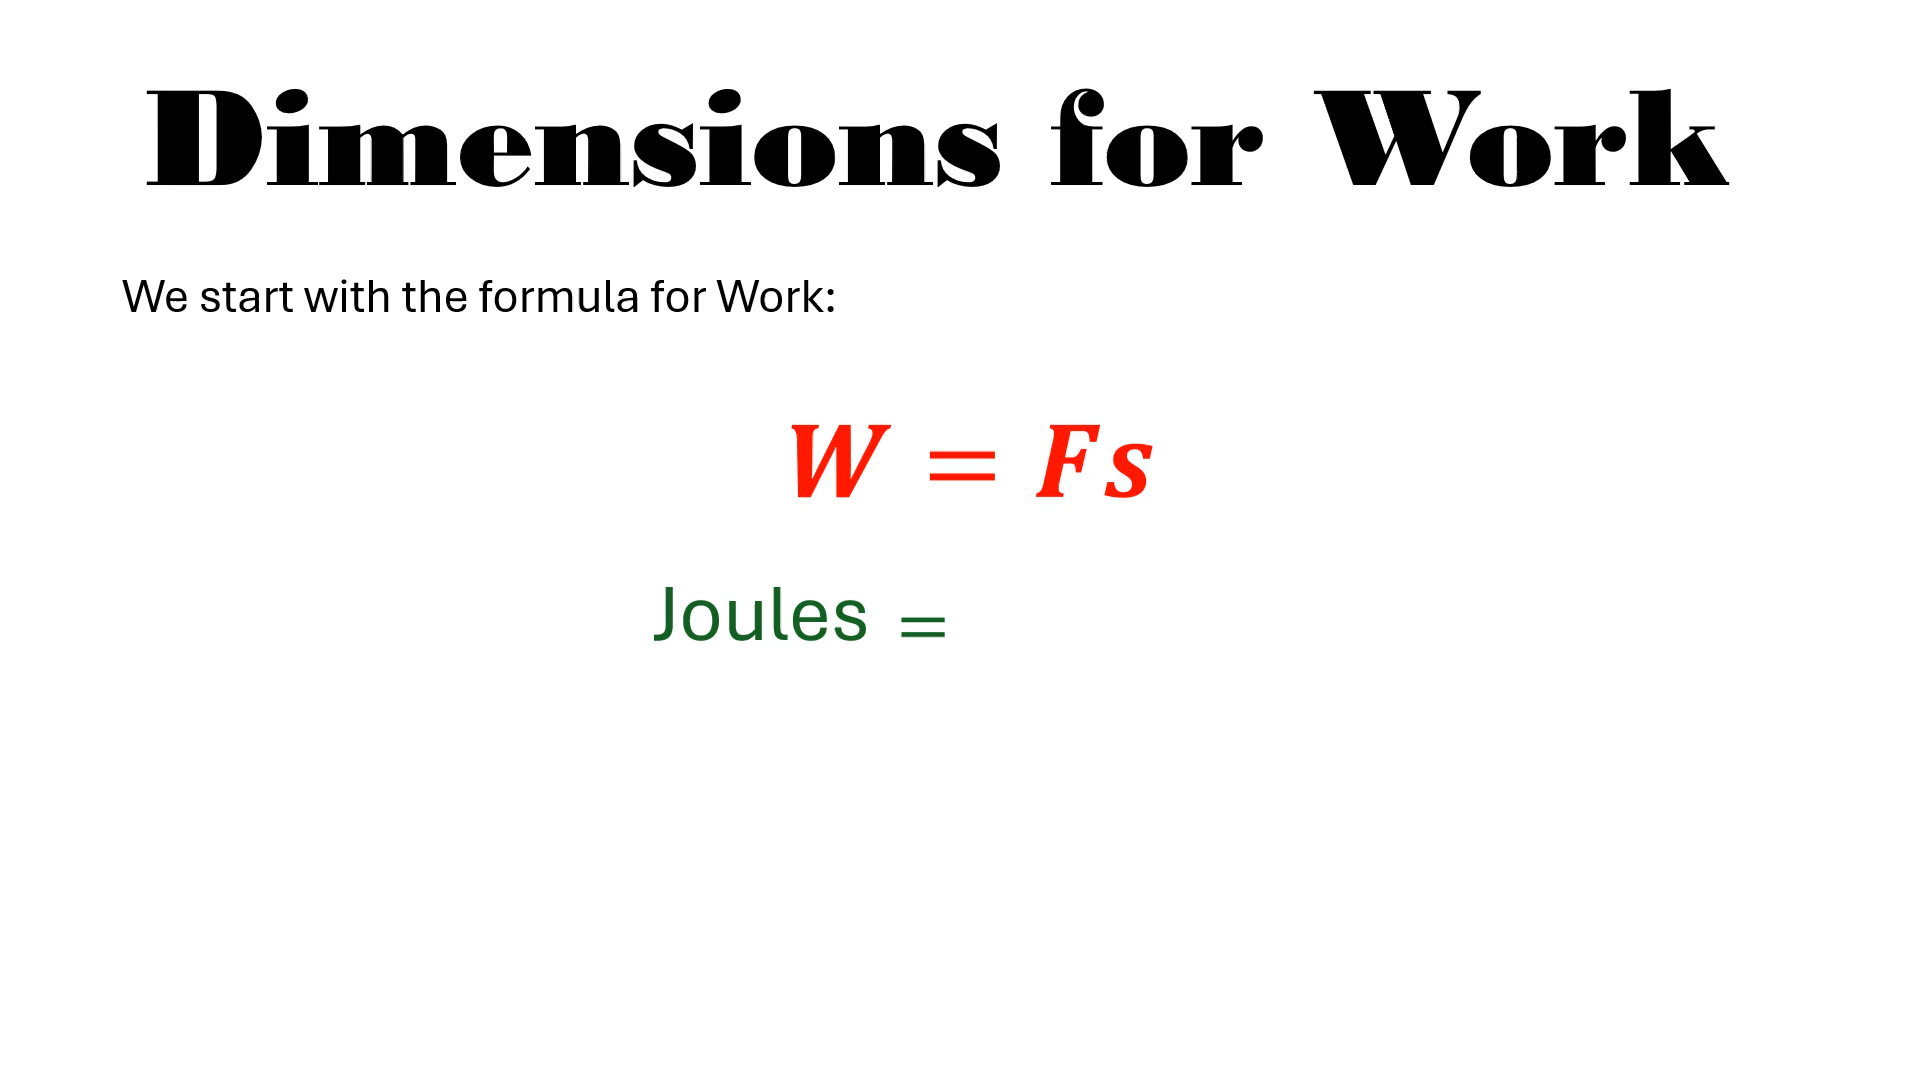 Dimensions for Work
We start with the formula for Work:
W = Fs
Joules =